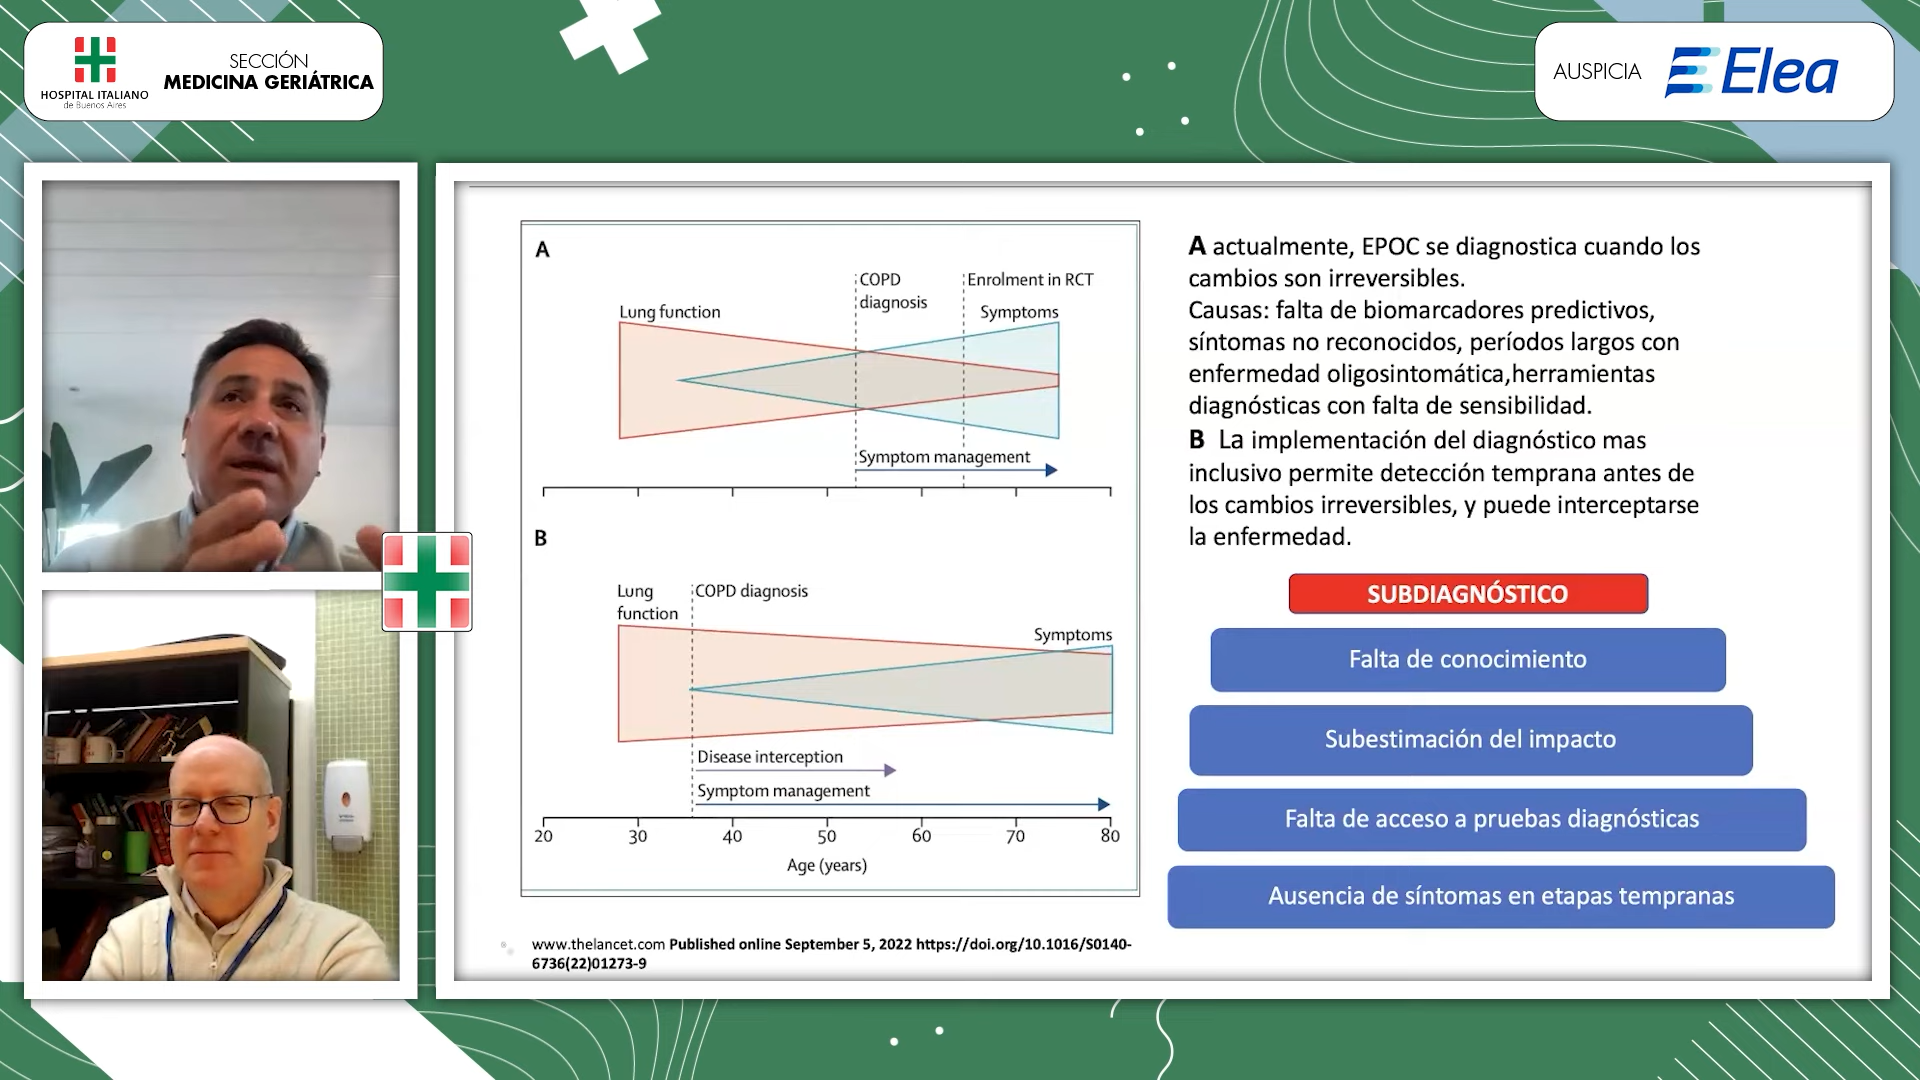 HOSPITAL ITALIANO
de Buenos Aires
SECCIÓN
MEDICINA GERIÁTRICA
AUSPICIA
Elea
A
COPD
diagnosis
Enrolment in RCT
Lung function
Symptoms
Symptom management
B
Lung
function
COPD diagnosis
Symptoms
Disease interception
Symptom management
20 30 40 50 60 70 80
Age (years)
www.thelancet.com Published online September 5, 2022 https://doi.org/10.1016/S0140-
6736(22)01273-9
A actualmente, EPOC se diagnostica cuando los
cambios son irreversibles.
Causas: falta de biomarcadores predictivos,
síntomas no reconocidos, períodos largos con
enfermedad oligosintomática,herramientas
diagnósticas con falta de sensibilidad.
B La implementación del diagnóstico mas
inclusivo permite detección temprana antes de
los cambios irreversibles, y puede interceptarse
la enfermedad.
SUBDIAGNÓSTICO
Falta de conocimiento
Subestimación del impacto
Falta de acceso a pruebas diagnósticas
Ausencia de síntomas en etapas tempranas